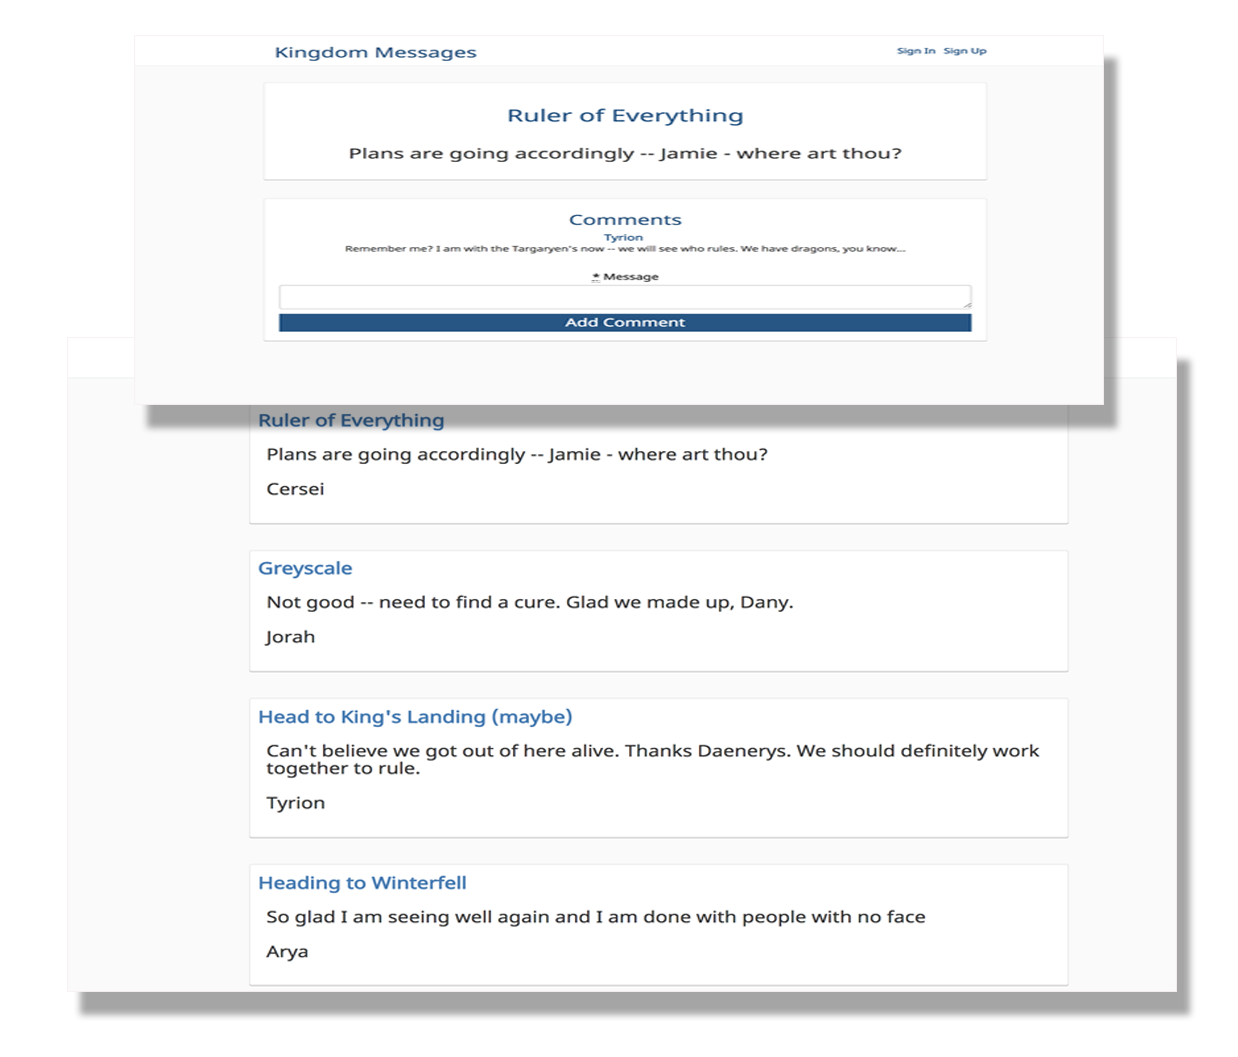 Kingdom Messages
Sign In Sign Up
Ruler of Everything
Plans are going accordingly -- Jamie - where art thou?
Comments
Tyrion
Remember me? I am with the Targaryen's now -- we will see who rules. We have dragons, you know...
* Message
Add Comment
Ruler of Everything
Plans are going accordingly -- Jamie - where art thou?
Cersei
Greyscale
Not good -- need to find a cure. Glad we made up, Dany.
Jorah
Head to King's Landing (maybe)
Can't believe we got out of here alive. Thanks Daenerys. We should definitely work
together to rule.
Tyrion
Heading to Winterfell
So glad I am seeing well again and I am done with people with no face
Arya